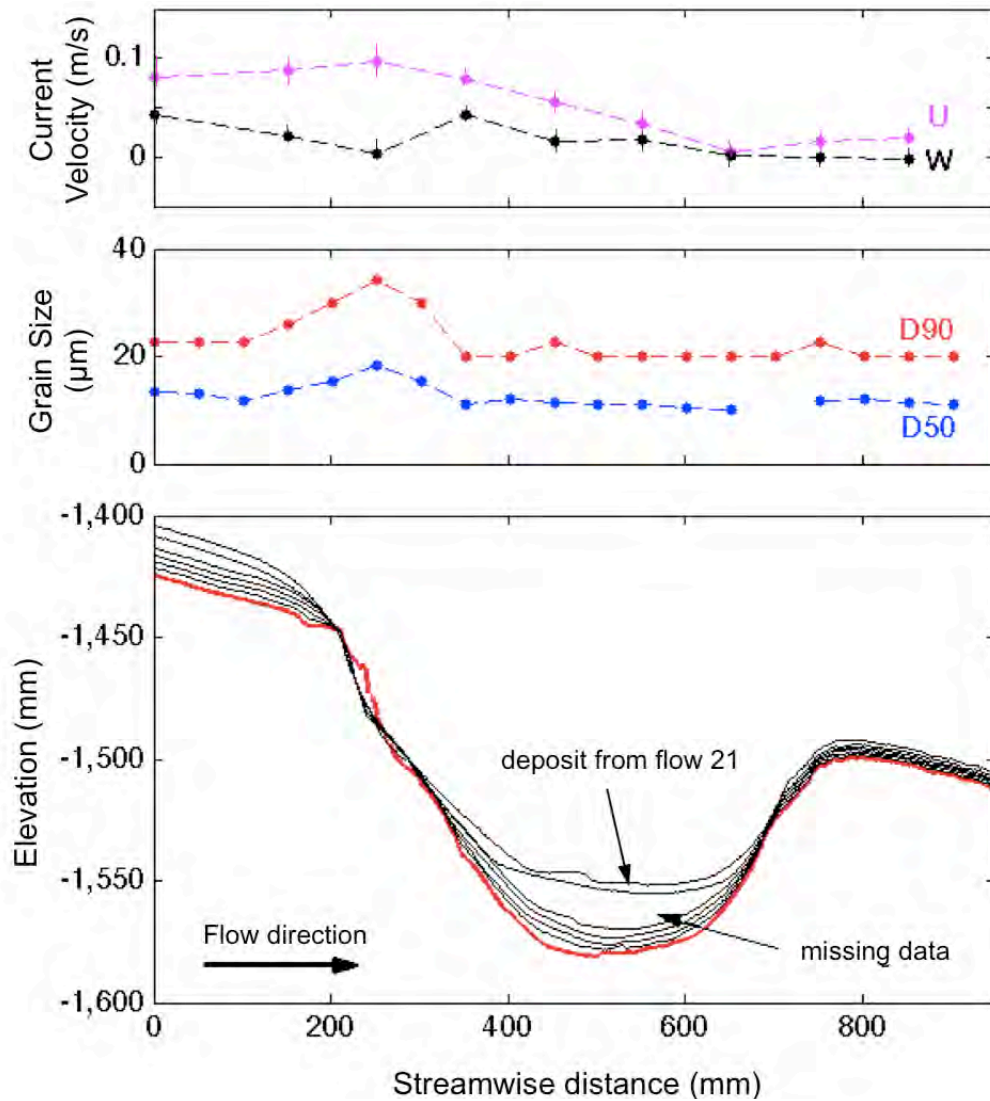 Current
Velocity (m/s)
0.1
0
U
W
Grain Size
(µm)
40
20
0
D90
D50
Elevation (mm)
-1,400
-1,450
-1,500
-1,550
-1,600
deposit from flow 21
missing data
Flow direction
0
200
400
600
800
Streamwise distance (mm)